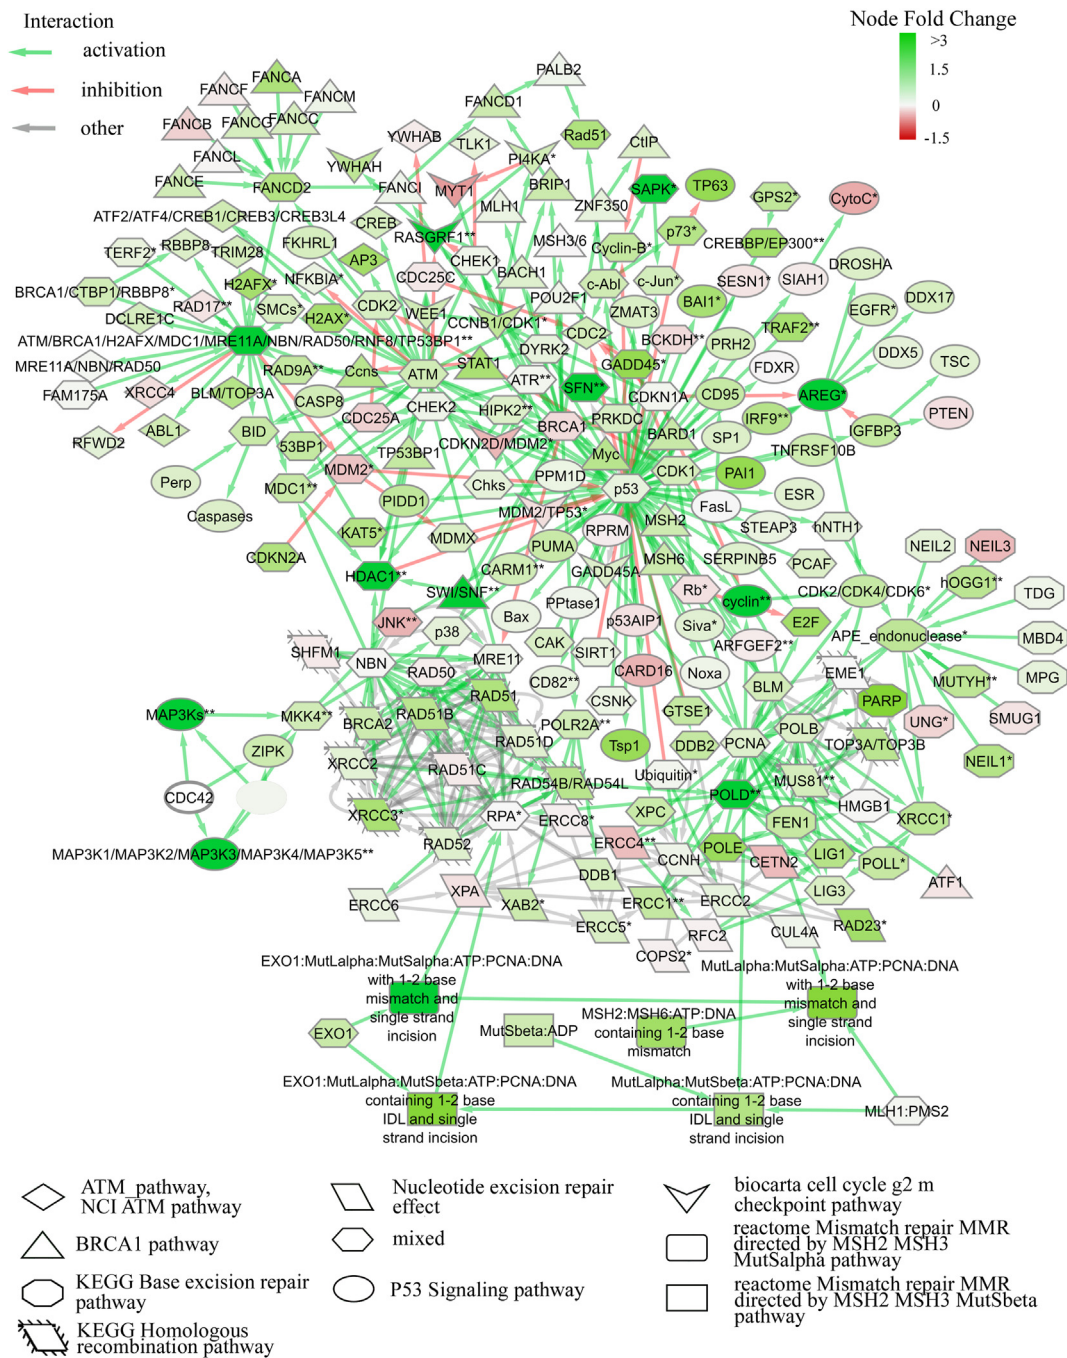 Interaction
activation
inhibition
other
Node Fold Change
>3
1.5
0
-1.5
PALB2
FANCA
FANCF
FANCM
FANCD1
FANCB
FANCG
FANCC
YWHAB
TLK1
Rad51
CtIP
FANCL
YWHAH
PI4KA*
FANCE
FANCD2
FANCI
MYT1
BRIP1
SAPK*
TP63
GPS2*
CytoC*
MLH1
ZNF350
ATF2/ATF4/CREB1/CREB3/CREB3L4
CREB
RASGRF1**
p73*
TERF2*
RBBP8
TRIM28
FKHRL1
MSH3/6
Cyclin-B*
CREBBP/EP300**
AP3
CHEK1
DROSHA
H2AFX*
NFKBIA*
CDC25C
BACH1
c-Abl
c-Jun*
SESN1*
SIAH1
BRCA1/CTBP1/RBBP8*
RAD17**
SMCs*
CDK2
POU2F1
BAI1*
DDX17
DCLRE1C
H2AX*
WEE1
CCNB1/CDK1*
ZMAT3
EGFR*
TRAF2**
ATM/BRCA1/H2AFX/MDC1/MRE11A/NBN/RAD50/RNF8/TP53BP1**
DYRK2
CDC2
BCKDH**
PRH2
DDX5
MRE11A/NBN/RAD50
RAD9A**
Ccns
ATM
STAT1
GADD45*
FDXR
TSC
FAM175A
XRCC4
BLM/TOP3A
CASP8
ATR**
SFN**
CDKN1A
CD95
AREG*
CHEK2
HIPK2**
PRKDC
PTEN
CDC25A
BRCA1
IRF9**
RFWD2
ABL1
BID
53BP1
CDKN2D/MDM2*
BARD1
SP1
IGFBP3
TP53BP1
Myc
TNFRSF10B
MDM2*
CDK1
PAI1
Perp
MDC1**
PIDD1
Chks
PPM1D
p53
ESR
Caspases
MDM2/TP53*
FasL
KAT5*
MDMX
RPRM
MSH2
STEAP3
hNTH1
CDKN2A
PUMA
NEIL2
NEIL3
CARM1**
GADD45A
MSH6
SERPINB5
PCAF
HDAC1**
hOGG1**
SWI/SNF**
Rb*
cyclin**
CDK2/CDK4/CDK6*
TDG
JNK**
p38
Bax
PPtase1
p53AIP1
Siva*
E2F
APE_endonuclease*
MBD4
SHFM1
NBN
MRE11
CAK
SIRT1
ARFGEF2**
RAD50
CARD16
Noxa
EME1
MPG
CD82**
BLM
MUTYH**
RAD51
MAP3Ks**
MKK4**
BRCA2
RAD51B
CSNK
GTSE1
PARP
POLR2A**
POLB
UNG*
SMUG1
ZIPK
RAD51D
Tsp1
DDB2
PCNA
TOP3A/TOP3B
XRCC2
RAD51C
NEIL1*
CDC42
RAD54B/RAD54L
Ubiquitin*
MUS81**
POLD**
XRCC3*
RPA*
ERCC8*
XPC
HMGB1
FEN1
XRCC1*
RAD52
ERCC4**
POLE
MAP3K1/MAP3K2/MAP3K3/MAP3K4/MAP3K5**
CCNH
CETN2
LIG1
POLL*
DDB1
ATF1
XPA
LIG3
ERCC6
XAB2*
ERCC1**
ERCC2
ERCC5*
RFC2
RAD23*
CUL4A
COPS2*
EXO1:MutLalpha:MutSalpha:ATP:PCNA:DNA
with 1-2 base
mismatch and
single strand
incision
MutLalpha:MutSalpha:ATP:PCNA:DNA
with 1-2 base
mismatch and
single strand
incision
MSH2:MSH6:ATP:DNA
containing 1-2 base
mismatch
EXO1
MutSbeta:ADP
EXO1:MutLalpha:MutSbeta:ATP:PCNA:DNA
containing 1-2 base
IDL and single
strand incision
MutLalpha:MutSbeta:ATP:PCNA:DNA
containing 1-2 base
IDL and single
strand incision
MLH1:PMS2
ATM_pathway,
NCI ATM pathway
BRCA1 pathway
KEGG Base excision repair
pathway
KEGG Homologous
recombination pathway
Nucleotide excision repair
effect
mixed
P53 Signaling pathway
biocarta cell cycle g2 m
checkpoint pathway
reactome Mismatch repair MMR
directed by MSH2 MSH3
MutSalpha pathway
reactome Mismatch repair MMR
directed by MSH2 MSH3 MutSbeta
pathway